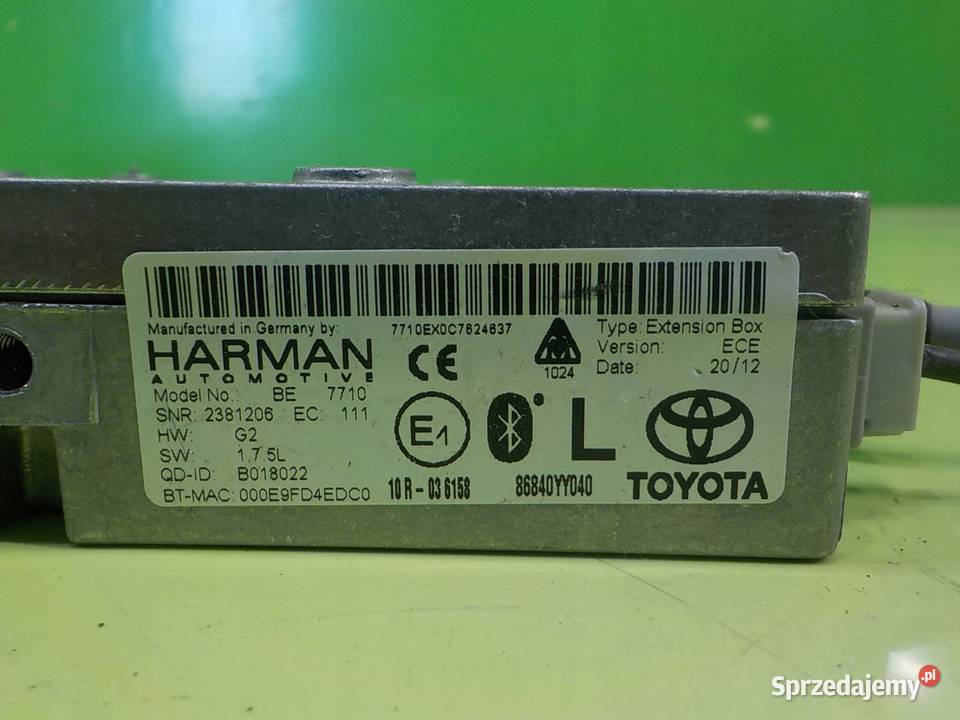 Manufactured in Germany by:
7710EX0C7624637
HARMAN
AUTOMOTIVE
Model No.: BE 7710
SNR: 2381206 EC: 111
HW: G2
SW: 1.7.5L
QD-ID: B018022
BT-MAC: 000E9FD4EDC0
CE
E1
10 R - 03 6158
1024
L
86840YY040
Type: Extension Box
Version: ECE
Date: 20/12
TOYOTA
Sprzedajemy.pl